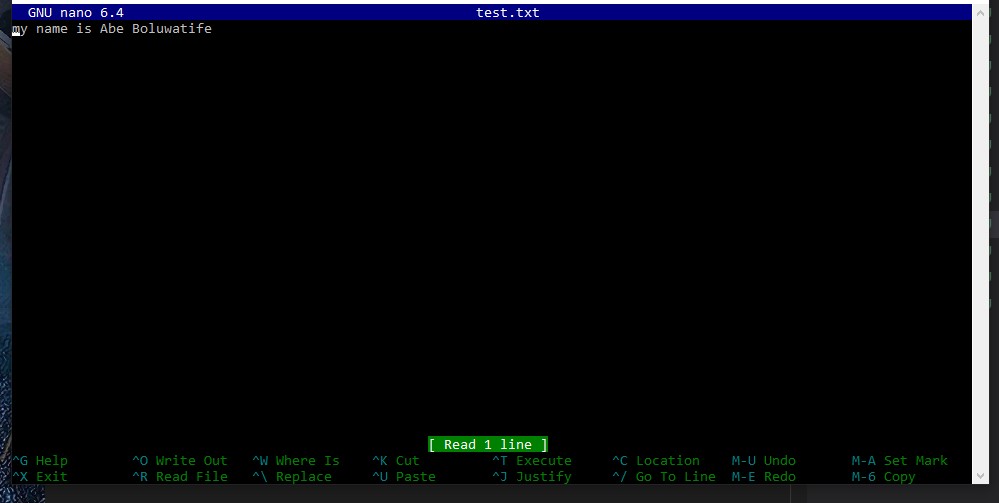 GNU nano 6.4 test.txt
my name is Abe Boluwatife
[ Read 1 line ]
^G Help ^O Write Out ^W Where Is ^K Cut ^T Execute ^C Location M-U Undo M-A Set Mark
^X Exit ^R Read File ^\ Replace ^U Paste ^J Justify ^/ Go To Line M-E Redo M-6 Copy